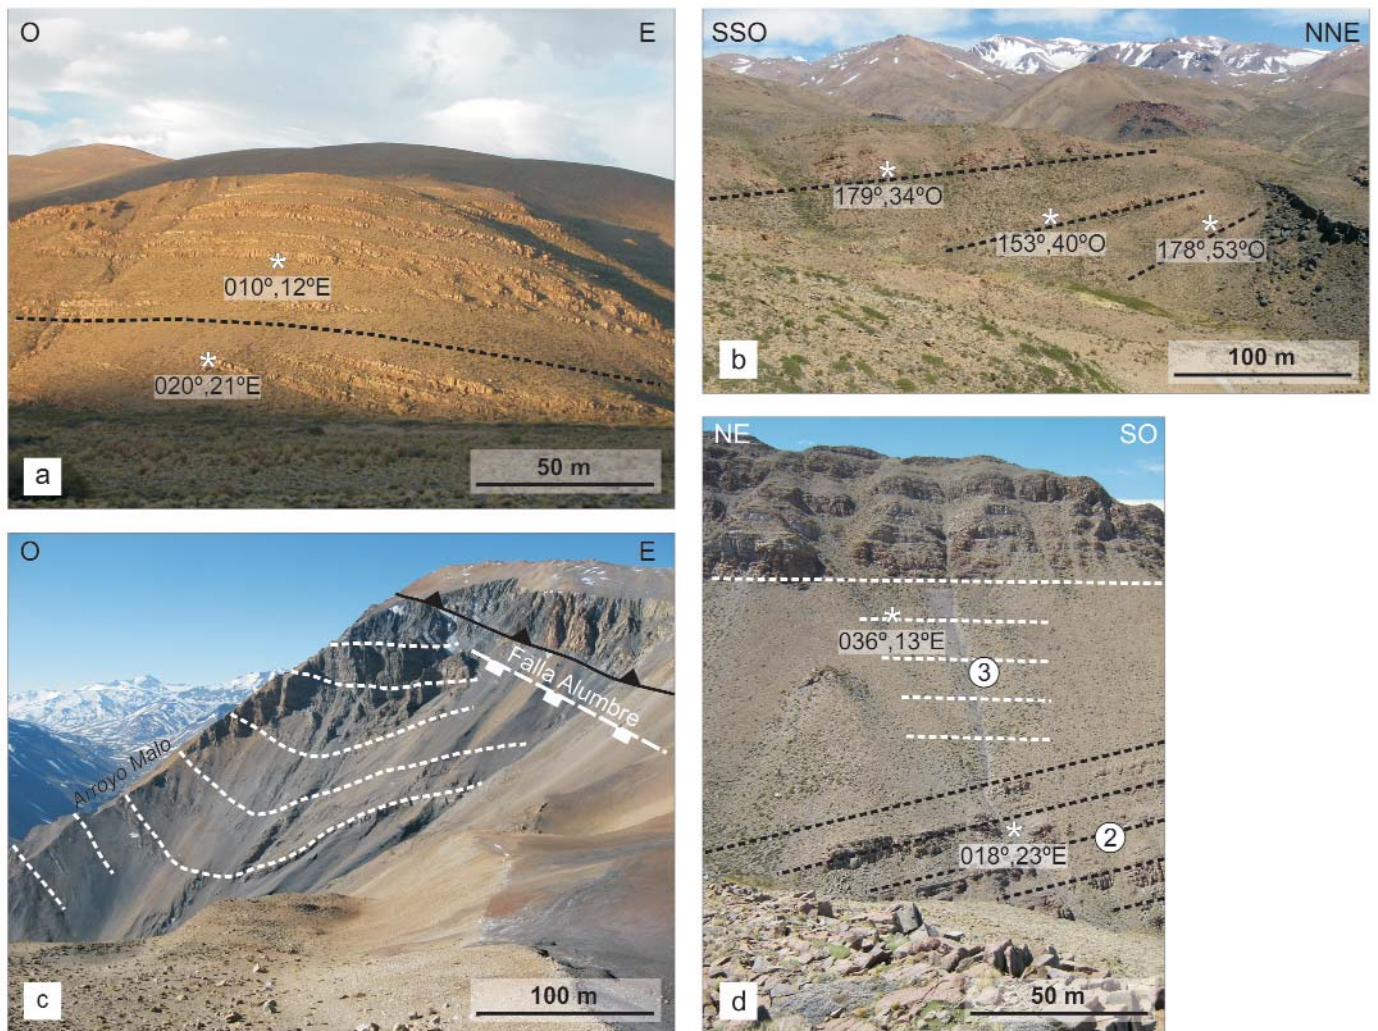 O E
010º,12ºE
020º,21ºE
50 m
a
SSO NNE
179º,34ºO
153º,40ºO
178º,53ºO
100 m
b
O E
Falla Alumbre
Arroyo Malo
100 m
c
NE SO
036º,13ºE
3
2
018º,23ºE
50 m
d